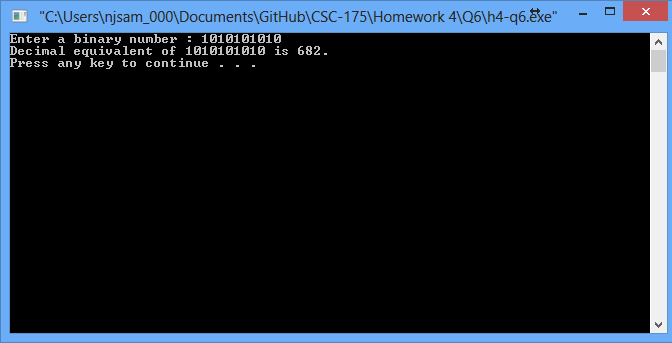 "C:\Users\njsam_000\Documents\GitHub\CSC-175\Homework 4\Q6\h4-q6.exe"
Enter a binary number : 1010101010
Decimal equivalent of 1010101010 is 682.
Press any key to continue . . .